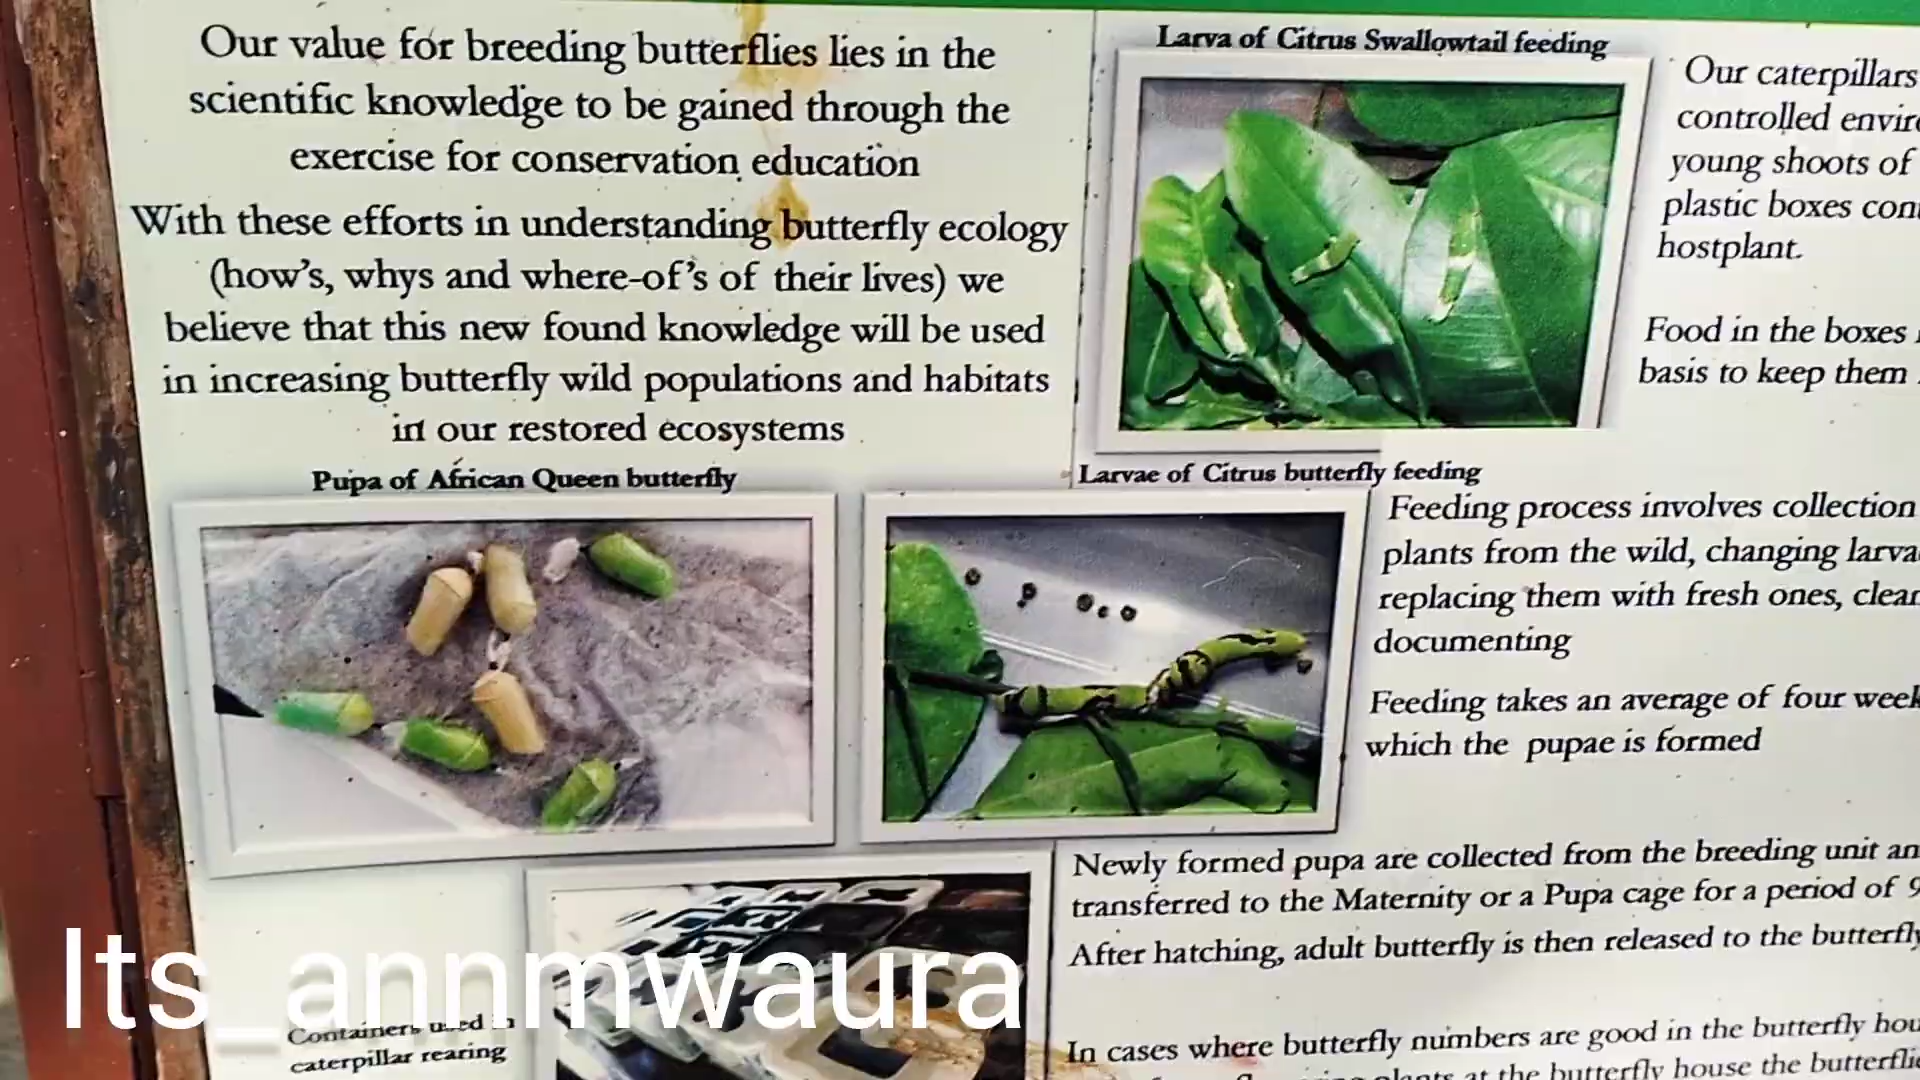 Our value for breeding butterflies lies in the
scientific knowledge to be gained through the
exercise for conservation education
With these efforts in understanding butterfly ecology
(how's, whys and where-of's of their lives) we
believe that this new found knowledge will be used
in increasing butterfly wild populations and habitats
in our restored ecosystems
Larva of Citrus Swallowtail feeding
Our caterpillars
controlled
young shoots of
plastic boxes
hostplant.
Food in the boxes
basis to keep them
Pupa of African Queen butterfly
Larvae of Citrus butterfly feeding
Feeding process involves collection
plants from the wild, changing
replacing them with fresh ones,
documenting
Feeding takes an average of four
which the pupae is formed
Newly formed pupa are collected from the breeding unit
transferred to the Maternity or a Pupa cage for a period of
After hatching, adult butterfly is then released to the butterfly
In cases where butterfly numbers are good in the butterfly
plants at the butterfly house the
Containers used in
caterpillar rearing
Its_annmwaura